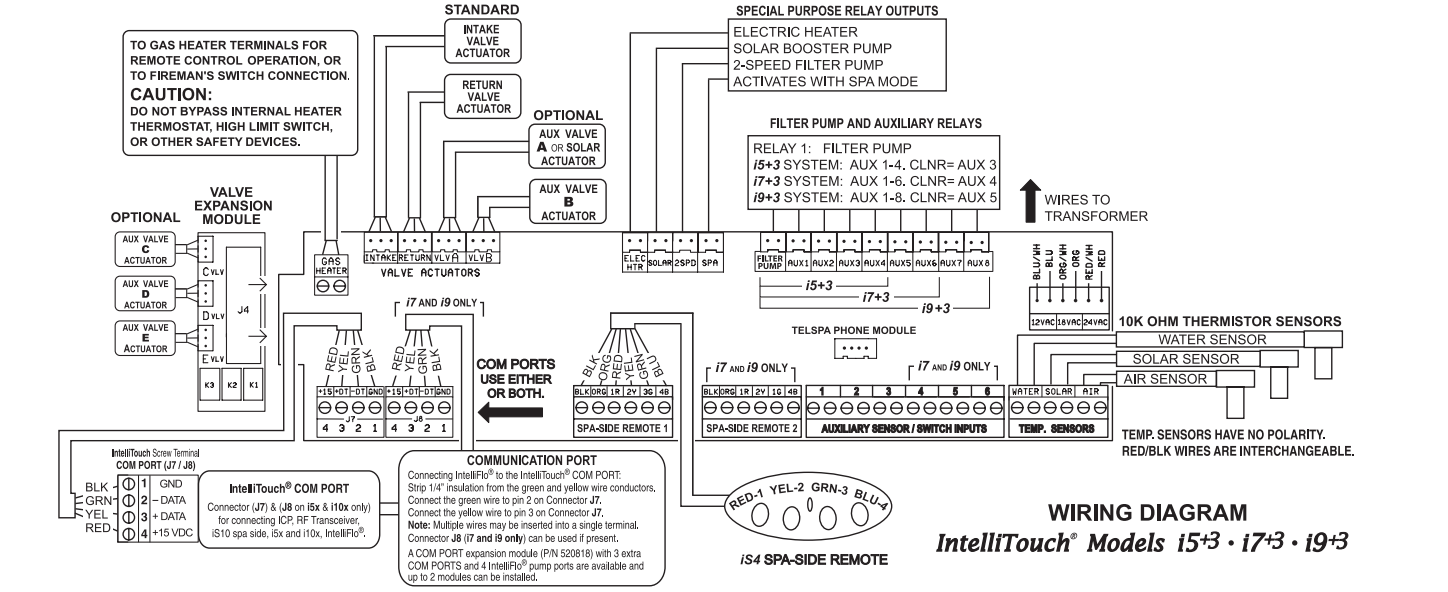 STANDARD
INTAKE
VALVE
ACTUATOR
RETURN
VALVE
ACTUATOR
OPTIONAL
AUX VALVE
A OR SOLAR
ACTUATOR
AUX VALVE
B
ACTUATOR
SPECIAL PURPOSE RELAY OUTPUTS
ELECTRIC HEATER
SOLAR BOOSTER PUMP
2-SPEED FILTER PUMP
ACTIVATES WITH SPA MODE
TO GAS HEATER TERMINALS FOR
REMOTE CONTROL OPERATION, OR
TO FIREMAN'S SWITCH CONNECTION.
CAUTION:
DO NOT BYPASS INTERNAL HEATER
THERMOSTAT, HIGH LIMIT SWITCH,
OR OTHER SAFETY DEVICES.
FILTER PUMP AND AUXILIARY RELAYS
RELAY 1: FILTER PUMP
i5+3 SYSTEM: AUX 1-4. CLNR= AUX 3
i7+3 SYSTEM: AUX 1-6. CLNR= AUX 4
i9+3 SYSTEM: AUX 1-8. CLNR= AUX 5
WIRES TO
TRANSFORMER
VALVE
EXPANSION
MODULE
OPTIONAL
AUX VALVE
C
ACTUATOR
AUX VALVE
D
ACTUATOR
AUX VALVE
E
ACTUATOR
C VLV
D VLV
E VLV
J4
K3 K2 K1
GAS
HEATER
INTAKE RETURN VLV A VLV B
VALVE ACTUATORS
ELEC
HTR SOLAR 2SPD SPA
FILTER
PUMP AUX1 AUX2 AUX3 AUX4 AUX5 AUX6 AUX7 AUX8
i5+3
i7+3
i9+3
BLU/WH BLU ORG/WH ORG RED/WH RED
12VAC 18VAC 24VAC
10K OHM THERMISTOR SENSORS
WATER SENSOR
SOLAR SENSOR
AIR SENSOR
TELSPA PHONE MODULE
i7 AND i9 ONLY
RED YEL GRN BLK
RED YEL GRN BLK
+15 +DT -DT GND
+15 +DT -DT GND
J7
J8
4 3 2 1
4 3 2 1
COM PORTS
USE EITHER
OR BOTH.
BLK ORG RED YEL GRN BLU
BLK ORG 1R 2Y 3G 4B
SPA-SIDE REMOTE 1
i7 AND i9 ONLY
BLK ORG 1R 2Y 1G 4B
SPA-SIDE REMOTE 2
i7 AND i9 ONLY
1 2 3 4 5 6
AUXILIARY SENSOR / SWITCH INPUTS
WATER SOLAR AIR
TEMP. SENSORS
TEMP. SENSORS HAVE NO POLARITY.
RED/BLK WIRES ARE INTERCHANGEABLE.
IntelliTouch Screw Terminal
COM PORT (J7 / J8)
BLK 1 GND
GRN 2 – DATA
YEL 3 + DATA
RED 4 +15 VDC
IntelliTouch® COM PORT
Connector (J7) & (J8 on i5x & i10x only)
for connecting ICP, RF Transceiver,
iS10 spa side, i5x and i10x, IntelliFlo®.
COMMUNICATION PORT
Connecting IntelliFlo® to the IntelliTouch® COM PORT:
Strip 1/4" insulation from the green and yellow wire conductors.
Connect the green wire to pin 2 on Connector J7.
Connect the yellow wire to pin 3 on Connector J7.
Note: Multiple wires may be inserted into a single terminal.
Connector J8 (i7 and i9 only) can be used if present.
A COM PORT expansion module (P/N 520818) with 3 extra
COM PORTS and 4 IntelliFlo® pump ports are available and
up to 2 modules can be installed.
RED-1 YEL-2 GRN-3 BLU-4
iS4 SPA-SIDE REMOTE
WIRING DIAGRAM
IntelliTouch® Models i5+3 · i7+3 · i9+3